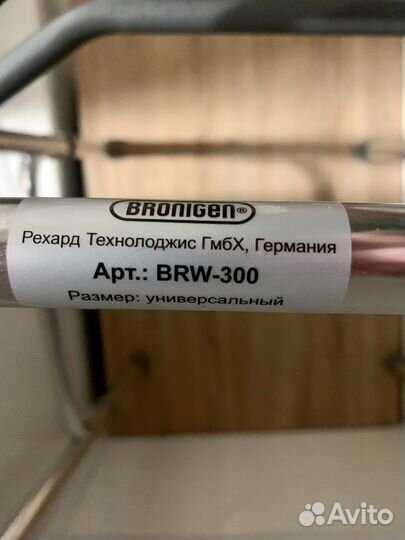 BRONIGEN®
Рехард Технолоджис ГмбХ, Германия
Арт.: BRW-300
Размер: универсальный
Avito